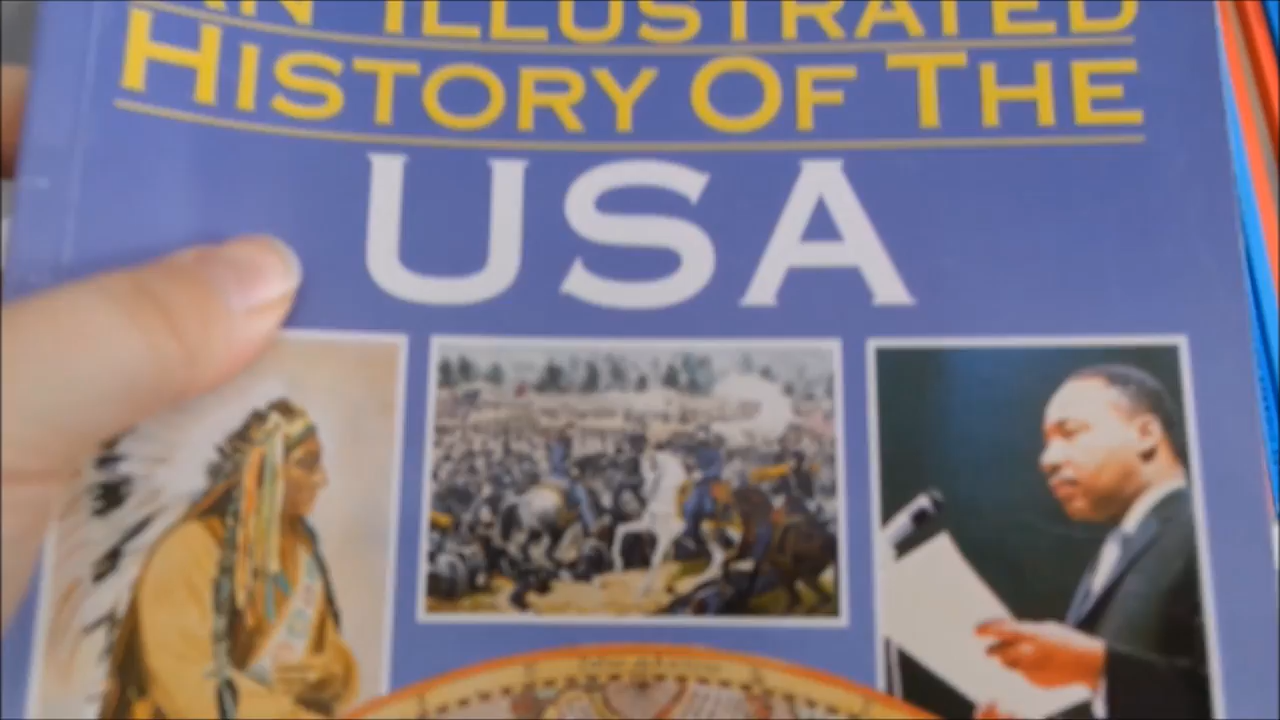 AN ILLUSTRATED
HISTORY OF THE
USA